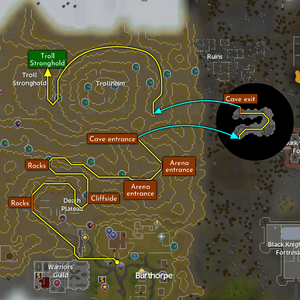 Troll
Stronghold
Ruins
Troll
Stronghold
Trollheim
Cave exit
Cave entrance
Rocks
Arena
entrance
Arena
entrance
Rocks
Death
Plateau
Cliffside
Warriors'
Guild
Burthorpe
Black Knights
Fortress